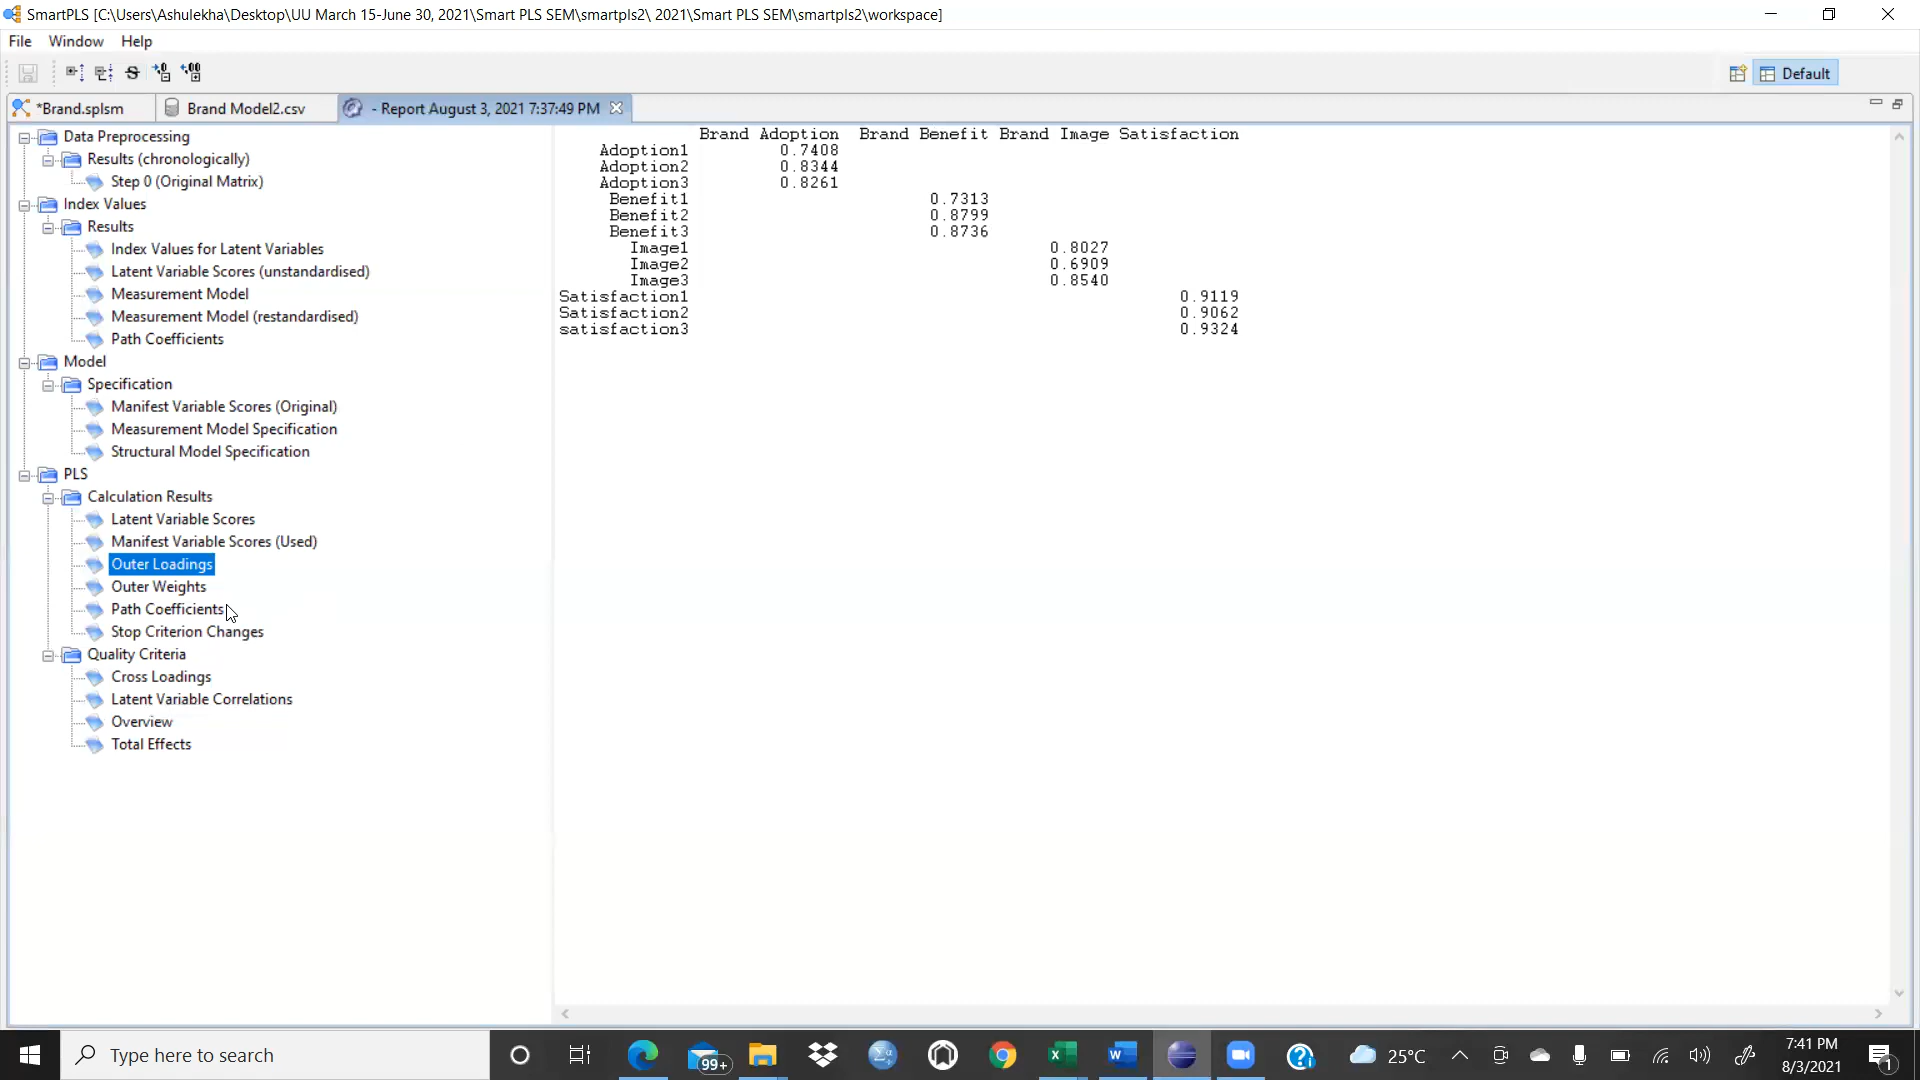 SmartPLS [C:\Users\Ashulekha\Desktop\UU March 15-June 30, 2021\Smart PLS SEM\smartpls2\ 2021\Smart PLS SEM\smartpls2\workspace]
File Window Help
Default
*Brand.splsm Brand Model2.csv - Report August 3, 2021 7:37:49 PM
Data Preprocessing
Results (chronologically)
Step 0 (Original Matrix)
Index Values
Results
Index Values for Latent Variables
Latent Variable Scores (unstandardised)
Measurement Model
Measurement Model (restandardised)
Path Coefficients
Model
Specification
Manifest Variable Scores (Original)
Measurement Model Specification
Structural Model Specification
PLS
Calculation Results
Latent Variable Scores
Manifest Variable Scores (Used)
Outer Loadings
Outer Weights
Path Coefficients
Stop Criterion Changes
Quality Criteria
Cross Loadings
Latent Variable Correlations
Overview
Total Effects
Brand Adoption Brand Benefit Brand Image Satisfaction
Adoption1 0.7408
Adoption2 0.8344
Adoption3 0.8261
Benefit1 0.7313
Benefit2 0.8799
Benefit3 0.8736
Image1 0.8027
Image2 0.6909
Image3 0.8540
Satisfaction1 0.9119
Satisfaction2 0.9062
satisfaction3 0.9324
Type here to search
99+
25°C
7:41 PM
8/3/2021
1